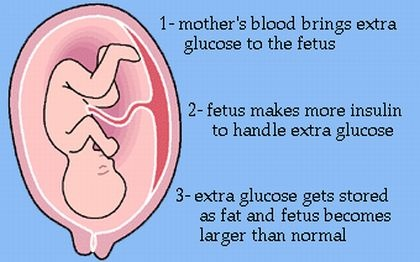 1- mother's blood brings extra
glucose to the fetus
2- fetus makes more insulin
to handle extra glucose
3- extra glucose gets stored
as fat and fetus becomes
larger than normal